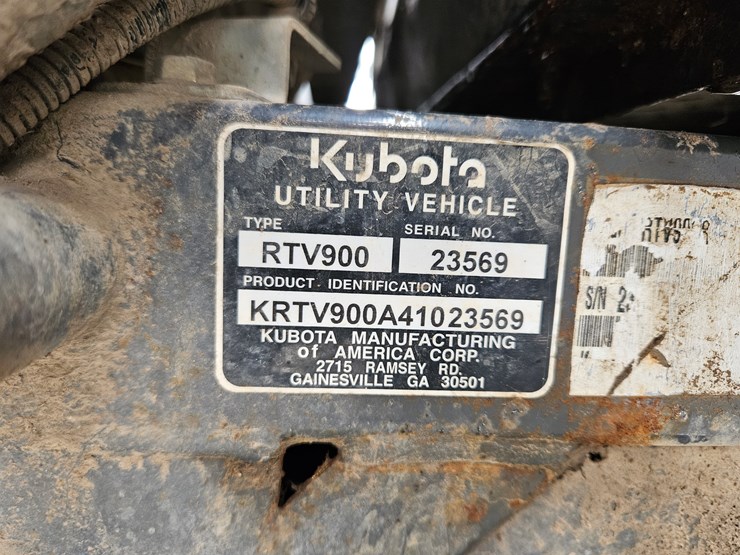 Kubota
UTILITY VEHICLE
TYPE SERIAL NO.
RTV900 23569
PRODUCT IDENTIFICATION NO.
KRTV900A41023569
KUBOTA MANUFACTURING
of AMERICA CORP.
2715 RAMSEY RD.
GAINESVILLE GA 30501
S/N 2